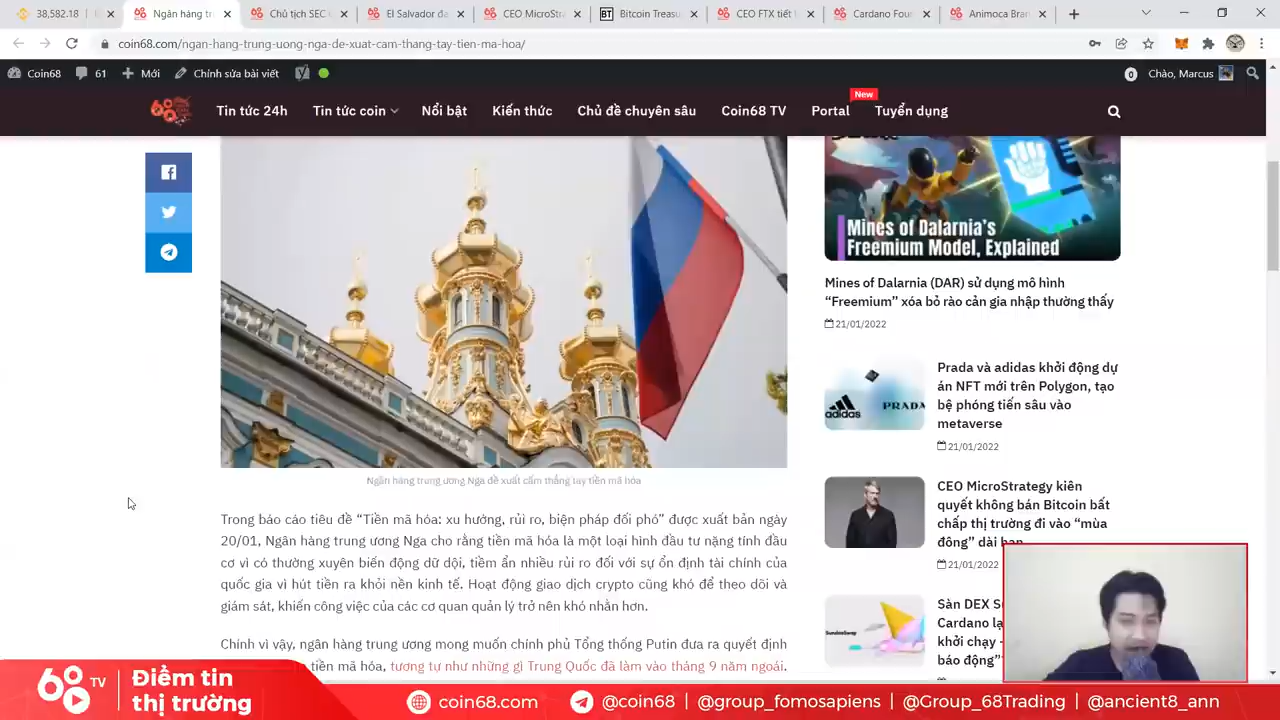 38,582.18 |
Ngân hàng tr
Chủ tịch SEC
El Salvador đã
CEO MicroStra
BT
Bitcoin Treasu
CEO FTX tiết l
Cardano Foun
Animoca Bran
coin68.com/ngan-hang-trung-uong-nga-de-xuat-cam-thang-tay-tien-ma-hoa/
Coin68
61
Mới
Chỉnh sửa bài viết
0
Chào, Marcus
68
Tin tức 24h
Tin tức coin
Nổi bật
Kiến thức
Chủ đề chuyên sâu
Coin68 TV
Portal
New
Tuyển dụng
Ngân hàng trung ương Nga đề xuất cấm thẳng tay tiền mã hóa
Trong báo cáo tiêu đề “Tiền mã hóa: xu hướng, rủi ro, biện pháp đối phó” được xuất bản ngày
20/01, Ngân hàng trung ương Nga cho rằng tiền mã hóa là một loại hình đầu tư nặng tính đầu
cơ vì có thường xuyên biến động dữ dội, tiềm ẩn nhiều rủi ro đối với sự ổn định tài chính của
quốc gia vì hút tiền ra khỏi nền kinh tế. Hoạt động giao dịch crypto cũng khó để theo dõi và
giám sát, khiến công việc của các cơ quan quản lý trở nên khó nhằn hơn.
Chính vì vậy, ngân hàng trung ương mong muốn chính phủ Tổng thống Putin đưa ra quyết định
tiền mã hóa, tương tự như những gì Trung Quốc đã làm vào tháng 9 năm ngoái.
Mines of Dalarnia’s
Freemium Model, Explained
Mines of Dalarnia (DAR) sử dụng mô hình
“Freemium” xóa bỏ rào cản gia nhập thường thấy
21/01/2022
adidas
PRADA
Prada và adidas khởi động dự
án NFT mới trên Polygon, tạo
bệ phóng tiến sâu vào
metaverse
21/01/2022
CEO MicroStrategy kiên
quyết không bán Bitcoin bất
chấp thị trường đi vào “mùa
đông” dài hạn
21/01/2022
Sàn DEX S
Cardano lạ
khởi chạy -
báo động”
68 TV
Điểm tin
thị trường
coin68.com
@coin68 | @group_fomosapiens | @Group_68Trading | @ancient8_ann